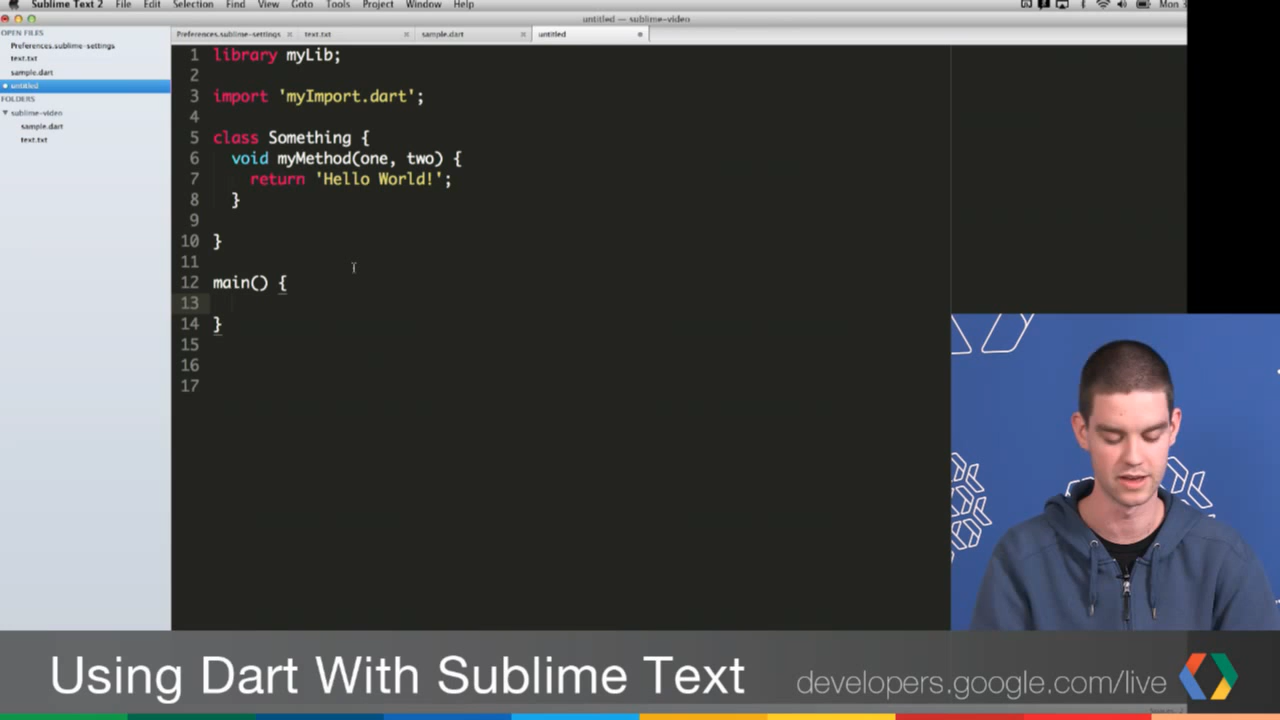 Sublime Text 2 File Edit Selection Find View Goto Tools Project Window Help Mon
untitled — sublime-video
OPEN FILES
Preferences.sublime-settings
text.txt
sample.dart
untitled
FOLDERS
sublime-video
sample.dart
text.txt
Preferences.sublime-settings text.txt sample.dart untitled
1 library myLib;
2
3 import 'myImport.dart';
4
5 class Something {
6 void myMethod(one, two) {
7 return 'Hello World!';
8 }
9
10 }
11
12 main() {
13
14 }
15
16
17
Using Dart With Sublime Text
developers.google.com/live